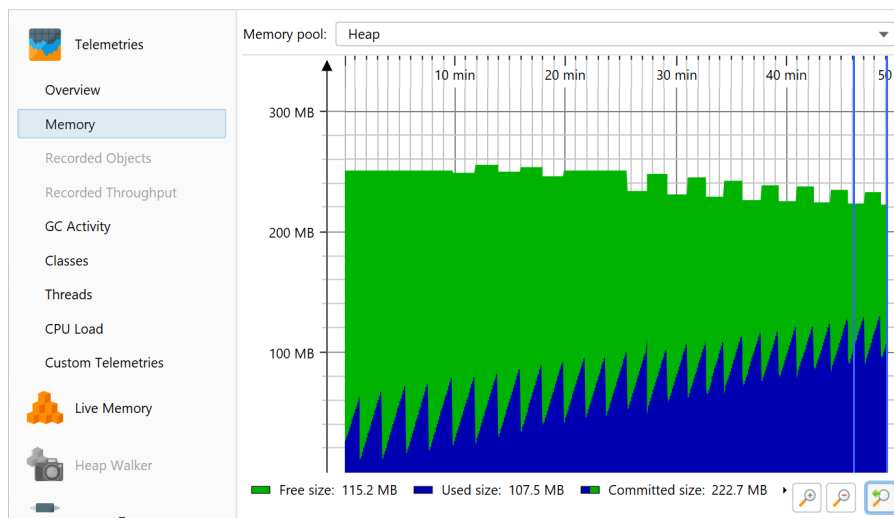 Telemetries
Overview
Memory
Recorded Objects
Recorded Throughput
GC Activity
Classes
Threads
CPU Load
Custom Telemetries
Live Memory
Heap Walker
Memory pool: Heap
10 min 20 min 30 min 40 min 50
300 MB
200 MB
100 MB
Free size: 115.2 MB Used size: 107.5 MB Committed size: 222.7 MB